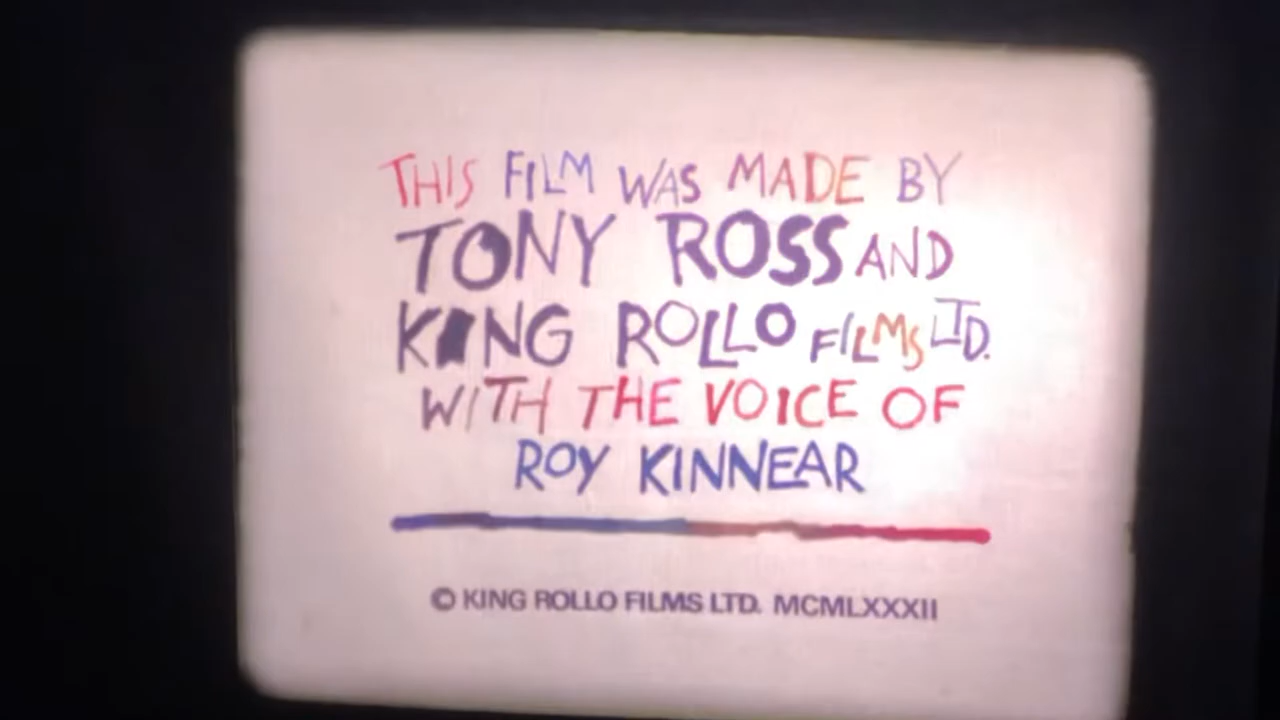 THIS FILM WAS MADE BY
TONY ROSS AND
KING ROLLO FILMS LTD.
WITH THE VOICE OF
ROY KINNEAR
© KING ROLLO FILMS LTD. MCMLXXXII